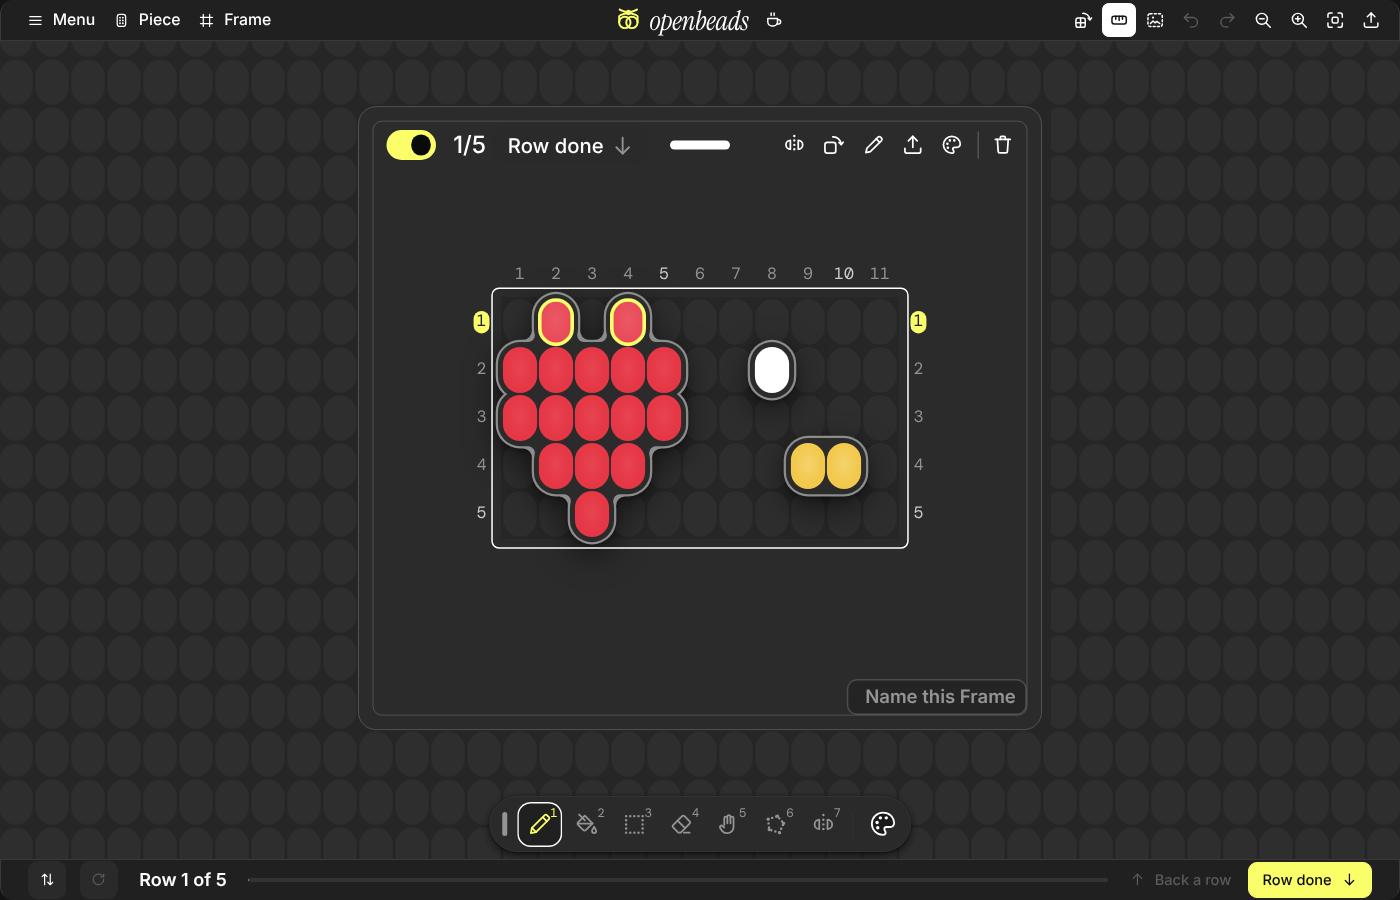 Menu Piece Frame openbeads
1/5 Row done
1 2 3 4 5 6 7 8 9 10 11
1 1
2 2
3 3
4 4
5 5
Name this Frame
1 2 3 4 5 6 7
Row 1 of 5 Back a row Row done